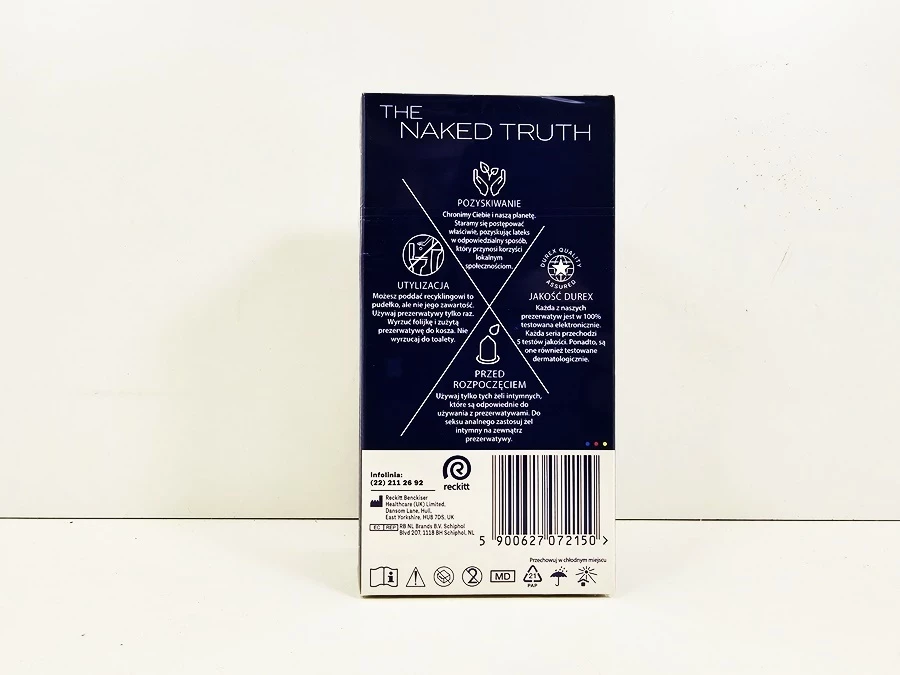 THE
NAKED TRUTH
POZYSKIWANIE
Chronimy Ciebie i naszą planetę.
Staramy się postępować
właściwie, pozyskując lateks
w odpowiedzialny sposób,
który przynosi korzyści
lokalnym
społecznościom.
UTYLIZACJA
Możesz poddać recyklingowi to
pudełko, ale nie jego zawartość.
Używaj prezerwatywy tylko raz.
Wyrzuć folijkę i zużytą
prezerwatywę do kosza. Nie
wyrzucaj do toalety.
DUREX QUALITY
ASSURED
JAKOŚĆ DUREX
Każda z naszych
prezerwatyw jest w 100%
testowana elektronicznie.
Każda seria przechodzi
5 testów jakości. Ponadto, są
one również testowane
dermatologicznie.
PRZED
ROZPOCZĘCIEM
Używaj tylko tych żeli intymnych,
które są odpowiednie do
używania z prezerwatywami. Do
seksu analnego zastosuj żel
intymny na zewnątrz
prezerwatywy.
Infolinia:
(22) 211 26 92
reckitt
Reckitt Benckiser
Healthcare (UK) Limited,
Dansom Lane, Hull,
East Yorkshire, HU8 7DS, UK
EC REP RB NL Brands B.V. Schiphol
Blvd 207, 1118 BH Schiphol, NL
5 900627 072150 >
Przechowuj w chłodnym miejscu
2
MD
21
PAP